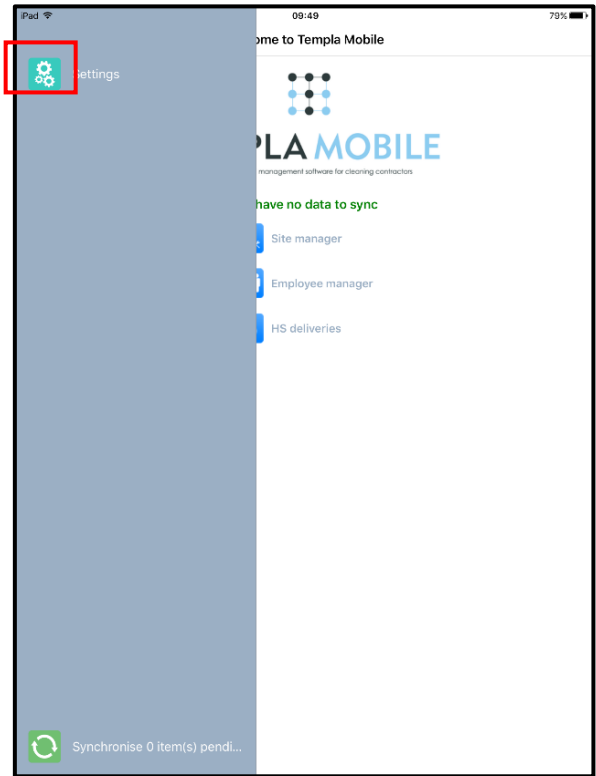 iPad 09:49 79%
ome to Templa Mobile
Settings
PLA MOBILE
management software for cleaning contractors
have no data to sync
Site manager
Employee manager
HS deliveries
Synchronise 0 item(s) pendi...